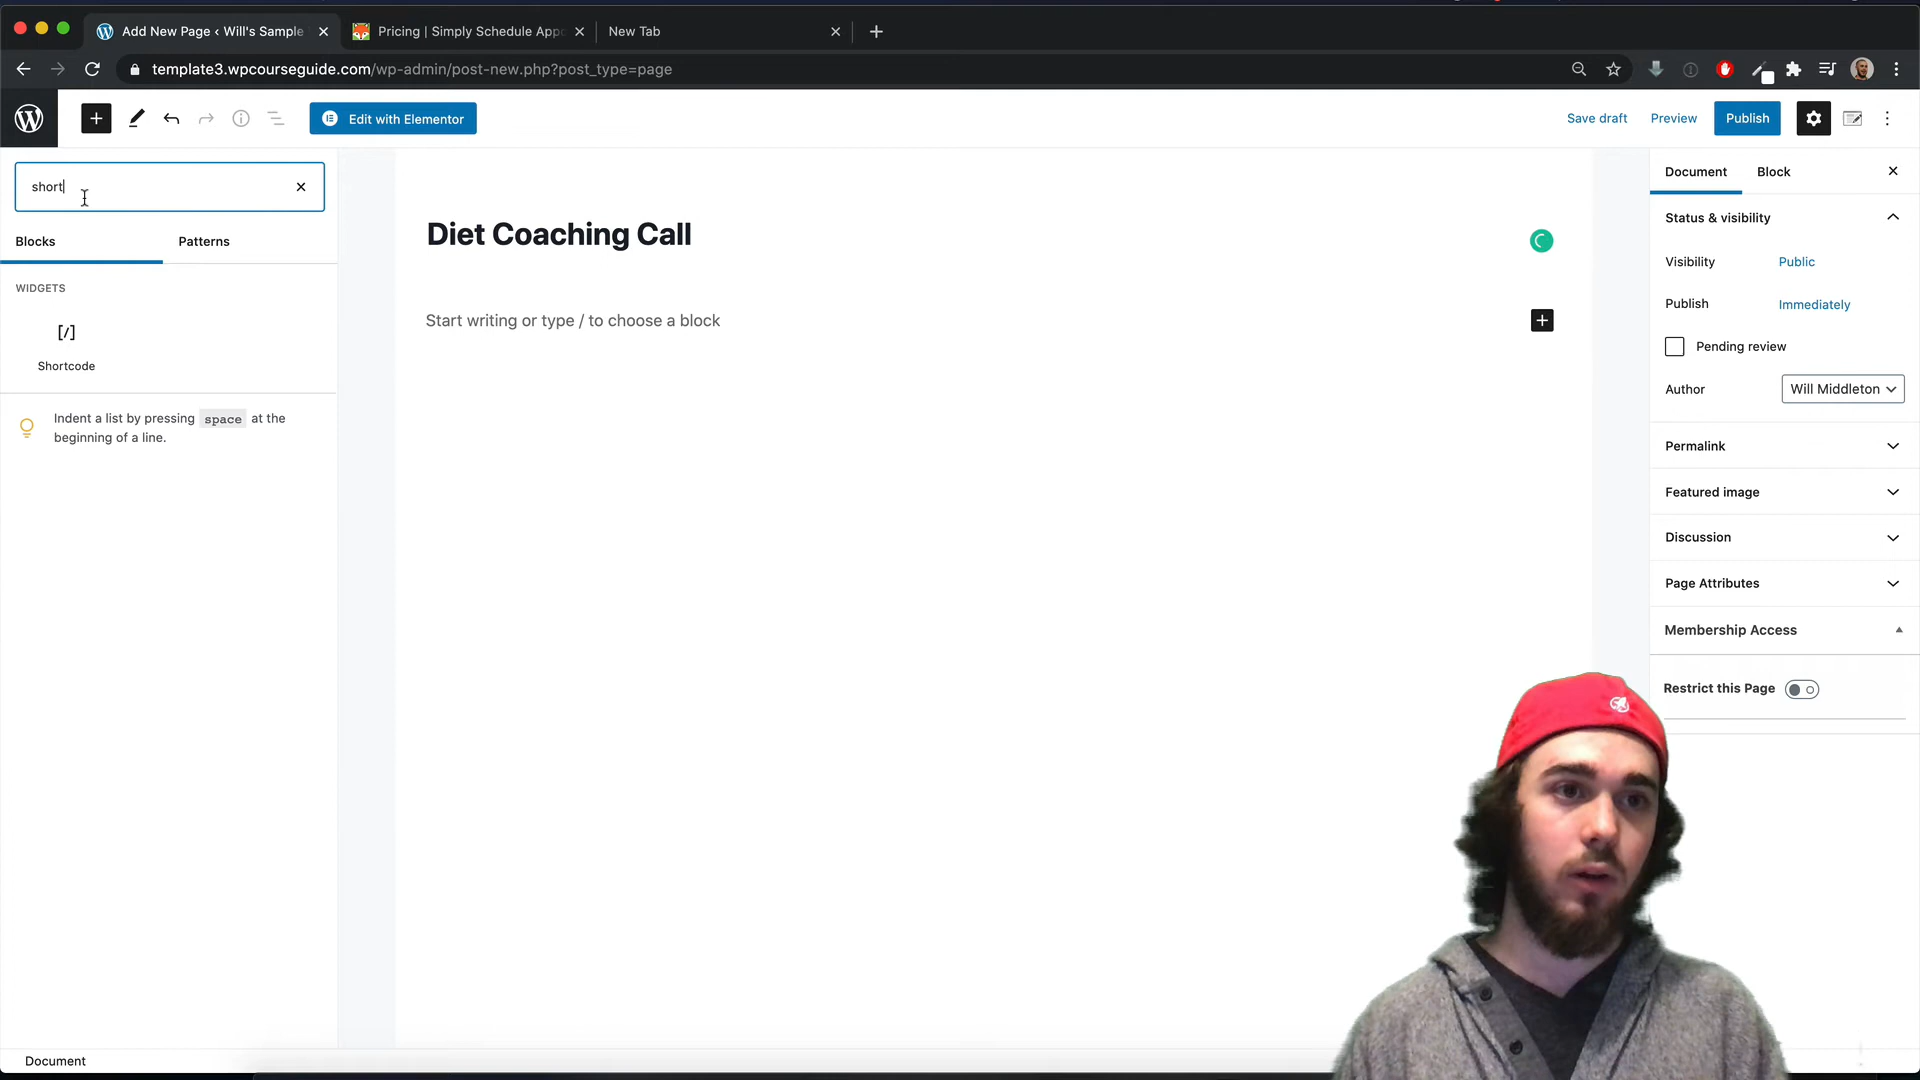 Add New Page ‹ Will's Sample
Pricing | Simply Schedule Appo
New Tab
template3.wpcourseguide.com/wp-admin/post-new.php?post_type=page
Edit with Elementor
Save draft
Preview
Publish
short
Blocks
Patterns
WIDGETS
[/]
Shortcode
Indent a list by pressing space at the
beginning of a line.
Diet Coaching Call
Start writing or type / to choose a block
Document
Block
Status & visibility
Visibility
Public
Publish
Immediately
Pending review
Author
Will Middleton
Permalink
Featured image
Discussion
Page Attributes
Membership Access
Restrict this Page
Document